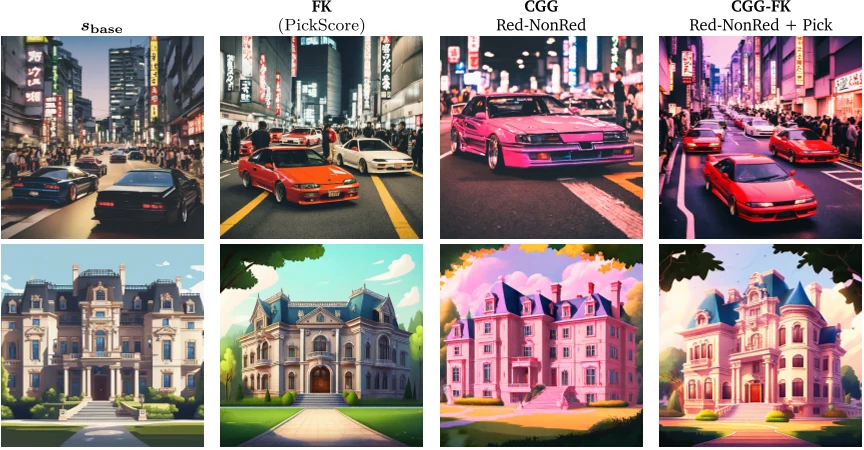 s_base
FK
(PickScore)
CGG
Red-NonRed
CGG-FK
Red-NonRed + Pick